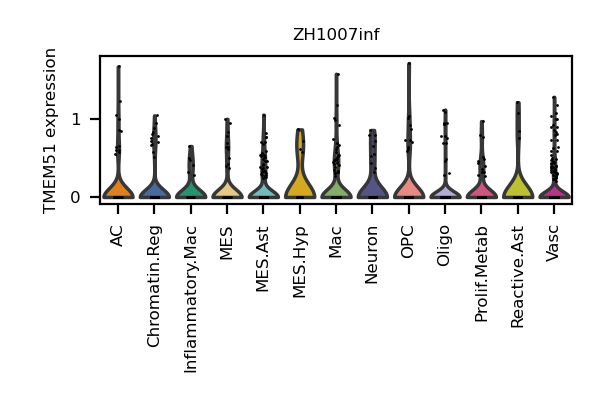 ZH1007inf
TMEM51 expression
1
0
AC
Chromatin.Reg
Inflammatory.Mac
MES
MES.Ast
MES.Hyp
Mac
Neuron
OPC
Oligo
Prolif.Metab
Reactive.Ast
Vasc